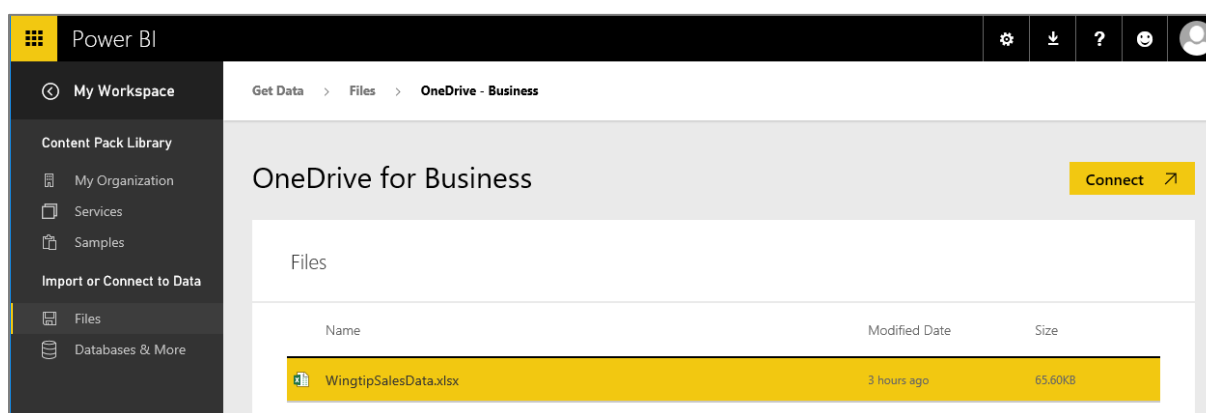 Power BI
?
My Workspace
Get Data > Files > OneDrive - Business
Content Pack Library
My Organization
Services
Samples
Import or Connect to Data
Files
Databases & More
OneDrive for Business
Connect
Files
Name Modified Date Size
WingtipSalesData.xlsx 3 hours ago 65.60KB